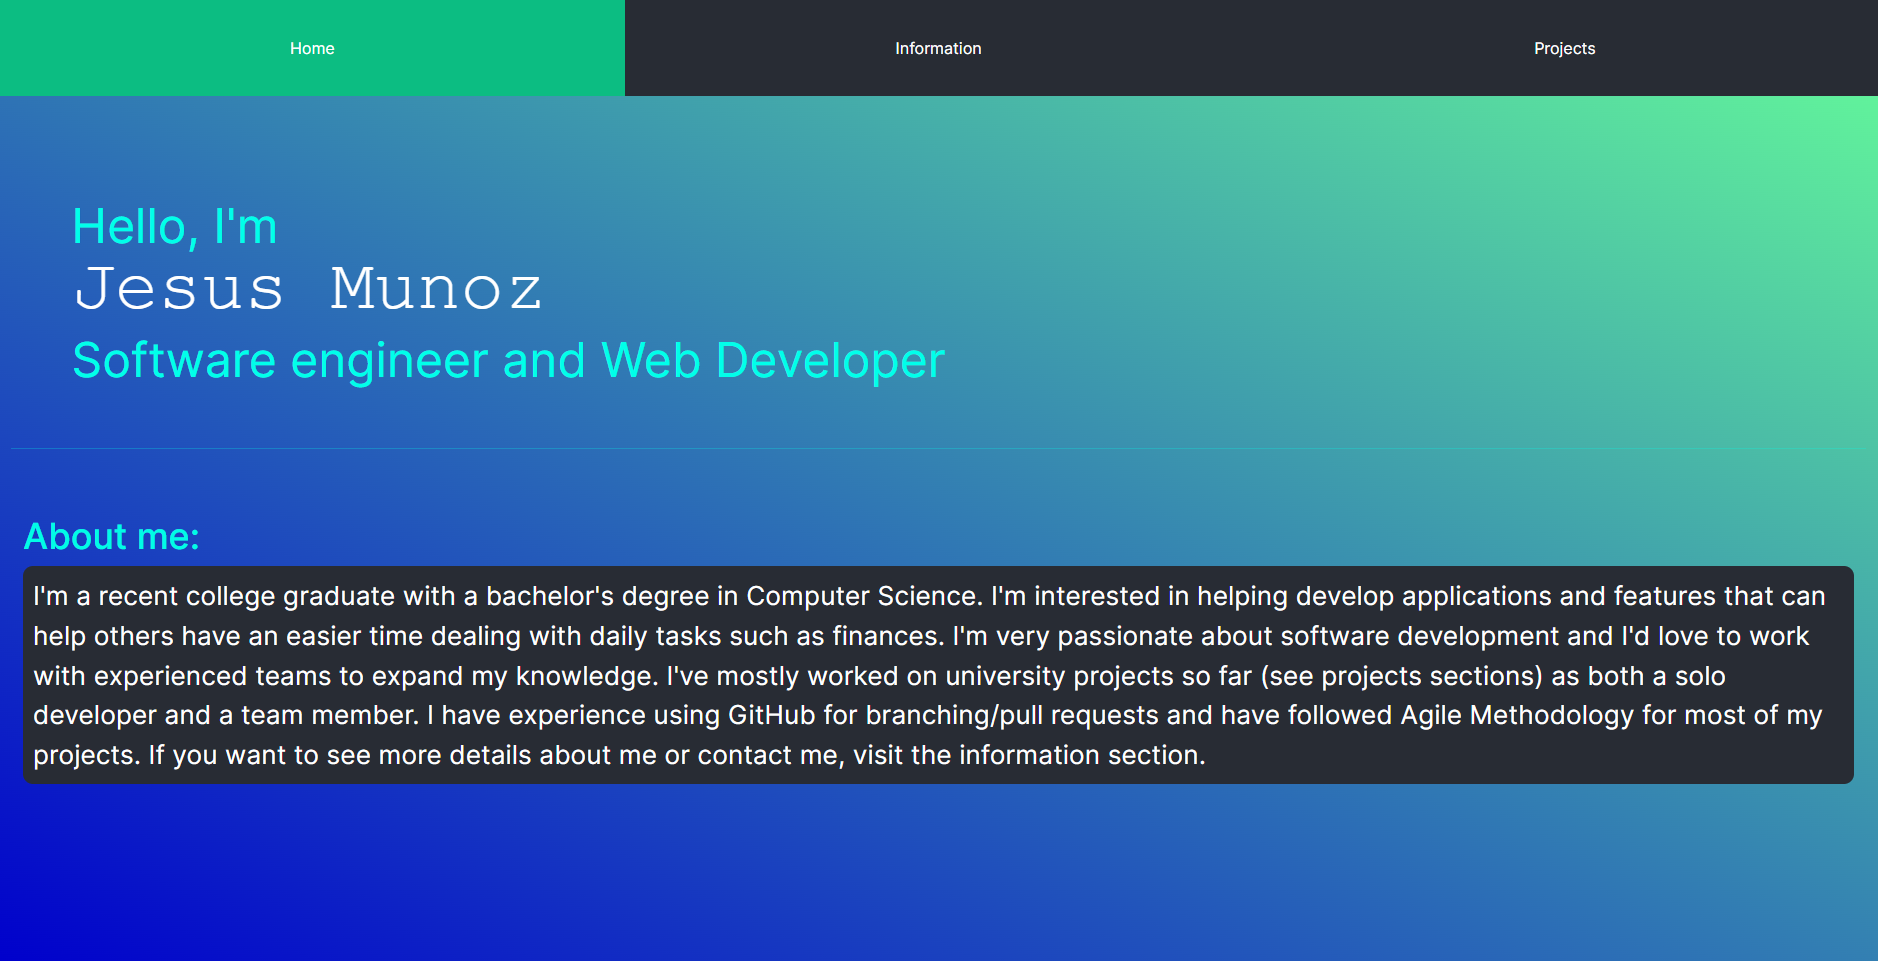 Home
Information
Projects
Hello, I'm
Jesus Munoz
Software engineer and Web Developer
About me:
I'm a recent college graduate with a bachelor's degree in Computer Science. I'm interested in helping develop applications and features that can
help others have an easier time dealing with daily tasks such as finances. I'm very passionate about software development and I'd love to work
with experienced teams to expand my knowledge. I've mostly worked on university projects so far (see projects sections) as both a solo
developer and a team member. I have experience using GitHub for branching/pull requests and have followed Agile Methodology for most of my
projects. If you want to see more details about me or contact me, visit the information section.